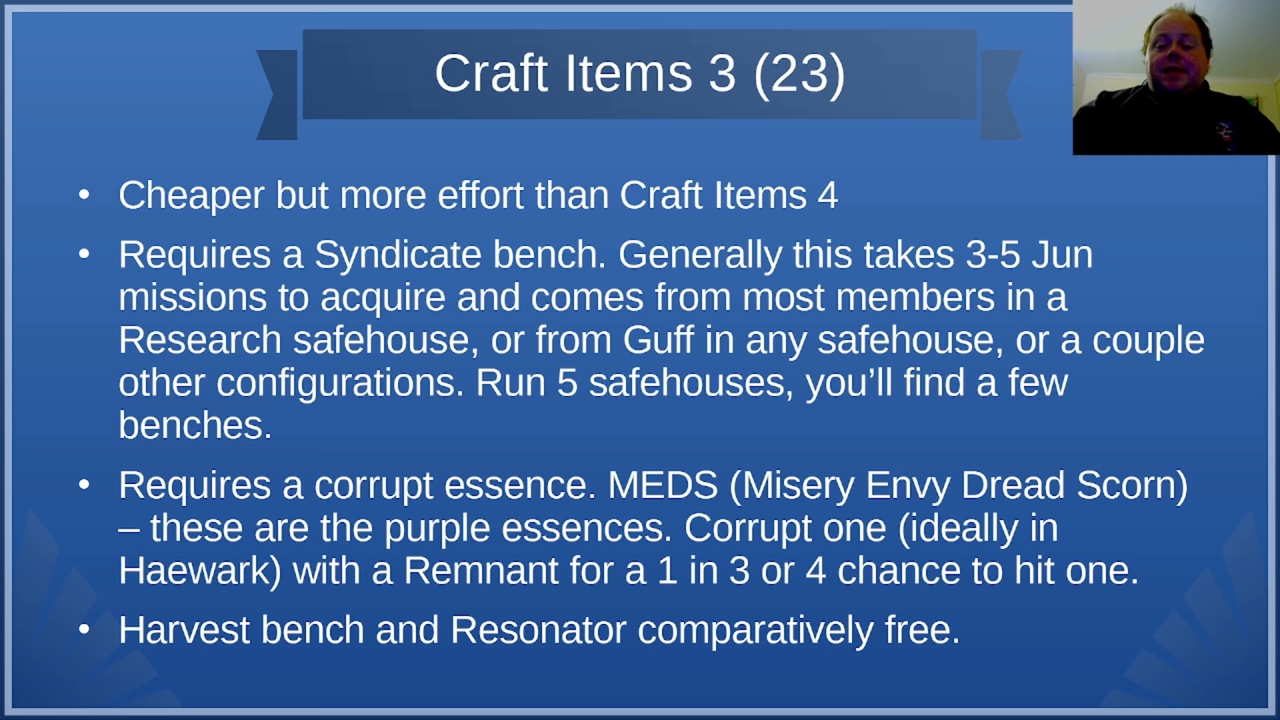 Craft Items 3 (23)
• Cheaper but more effort than Craft Items 4
• Requires a Syndicate bench. Generally this takes 3-5 Jun
missions to acquire and comes from most members in a
Research safehouse, or from Guff in any safehouse, or a couple
other configurations. Run 5 safehouses, you’ll find a few
benches.
• Requires a corrupt essence. MEDS (Misery Envy Dread Scorn)
– these are the purple essences. Corrupt one (ideally in
Haewark) with a Remnant for a 1 in 3 or 4 chance to hit one.
• Harvest bench and Resonator comparatively free.